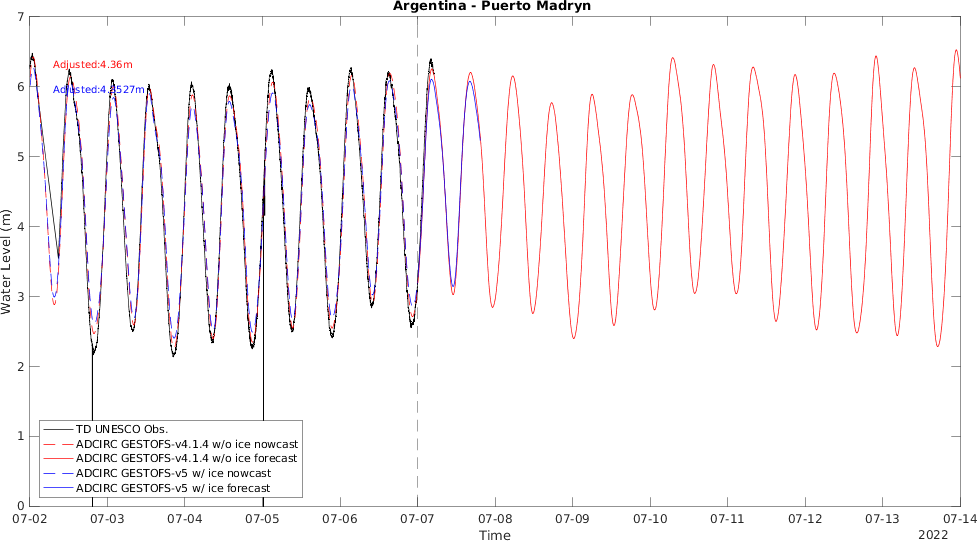 Argentina - Puerto Madryn
7
6
5
4
3
2
1
0
Water Level (m)
Adjusted:4.36m
TD UNESCO Obs.
ADCIRC GESTOFS-v4.1.4 w/o ice nowcast
ADCIRC GESTOFS-v4.1.4 w/o ice forecast
ADCIRC GESTOFS-v5 w/ ice nowcast
ADCIRC GESTOFS-v5 w/ ice forecast
07-02 07-03 07-04 07-05 07-06 07-07 07-08 07-09 07-10 07-11 07-12 07-13 07-14
Time
2022